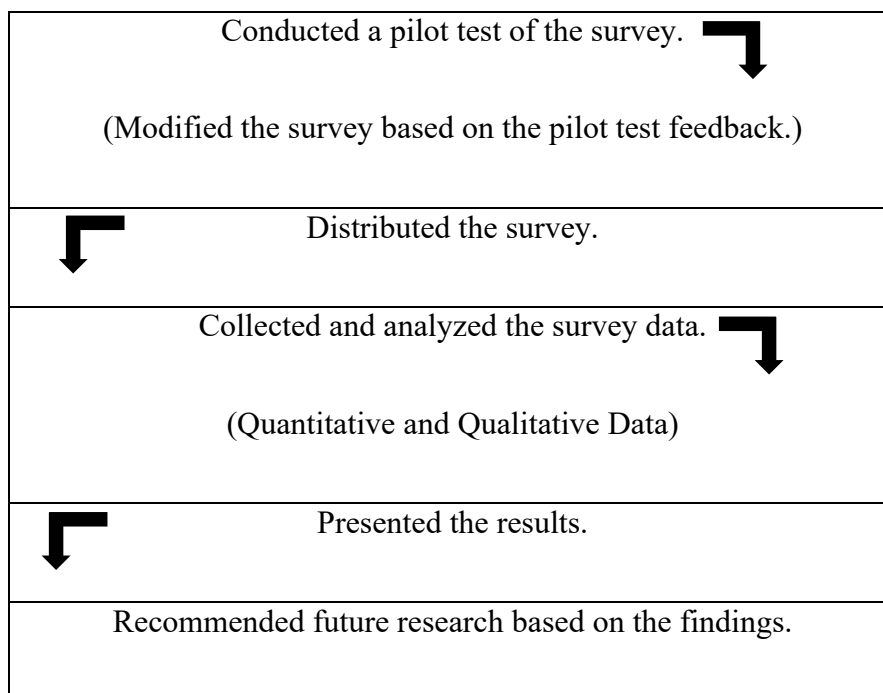 Conducted a pilot test of the survey.
(Modified the survey based on the pilot test feedback.)
Distributed the survey.
Collected and analyzed the survey data.
(Quantitative and Qualitative Data)
Presented the results.
Recommended future research based on the findings.